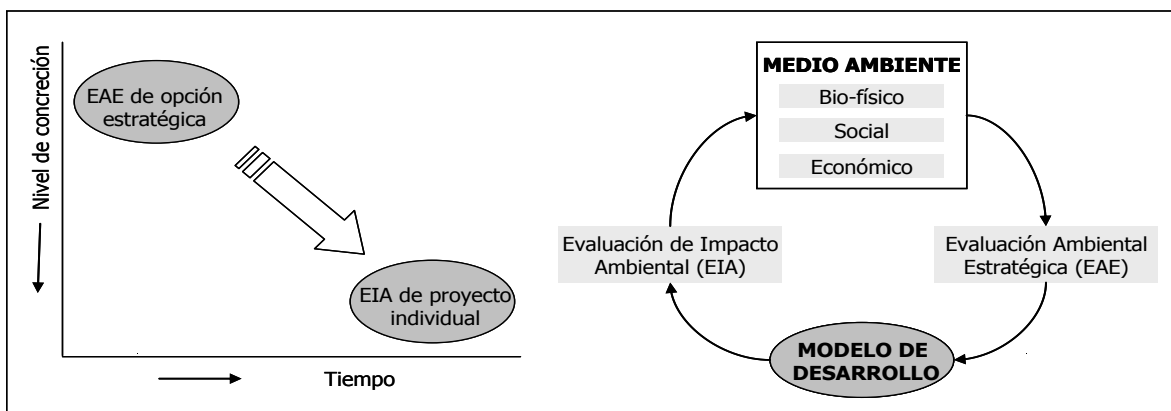 Nivel de concreción
EAE de opción
estratégica
EIA de proyecto
individual
Tiempo
MEDIO AMBIENTE
Bio-físico
Social
Económico
Evaluación de Impacto
Ambiental (EIA)
Evaluación Ambiental
Estratégica (EAE)
MODELO DE
DESARROLLO